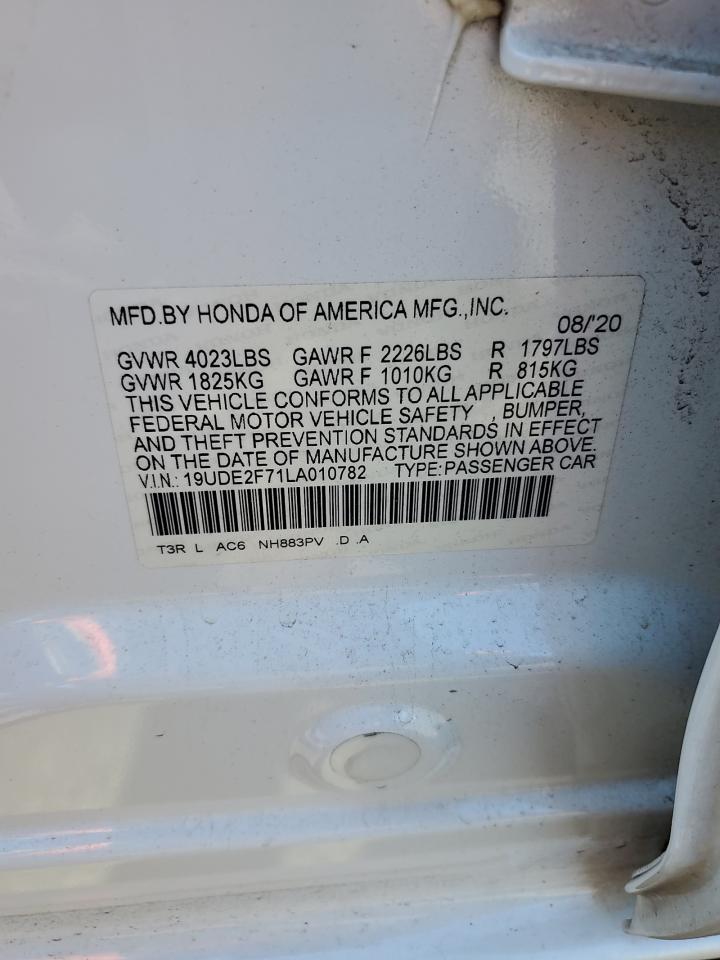 MFD.BY HONDA OF AMERICA MFG.,INC.
08/'20
GVWR 4023LBS GAWR F 2226LBS R 1797LBS
GVWR 1825KG GAWR F 1010KG R 815KG
THIS VEHICLE CONFORMS TO ALL APPLICABLE
FEDERAL MOTOR VEHICLE SAFETY , BUMPER,
AND THEFT PREVENTION STANDARDS IN EFFECT
ON THE DATE OF MANUFACTURE SHOWN ABOVE.
V.I.N.: 19UDE2F71LA010782 TYPE:PASSENGER CAR
T3R L AC6 NH883PV .D .A